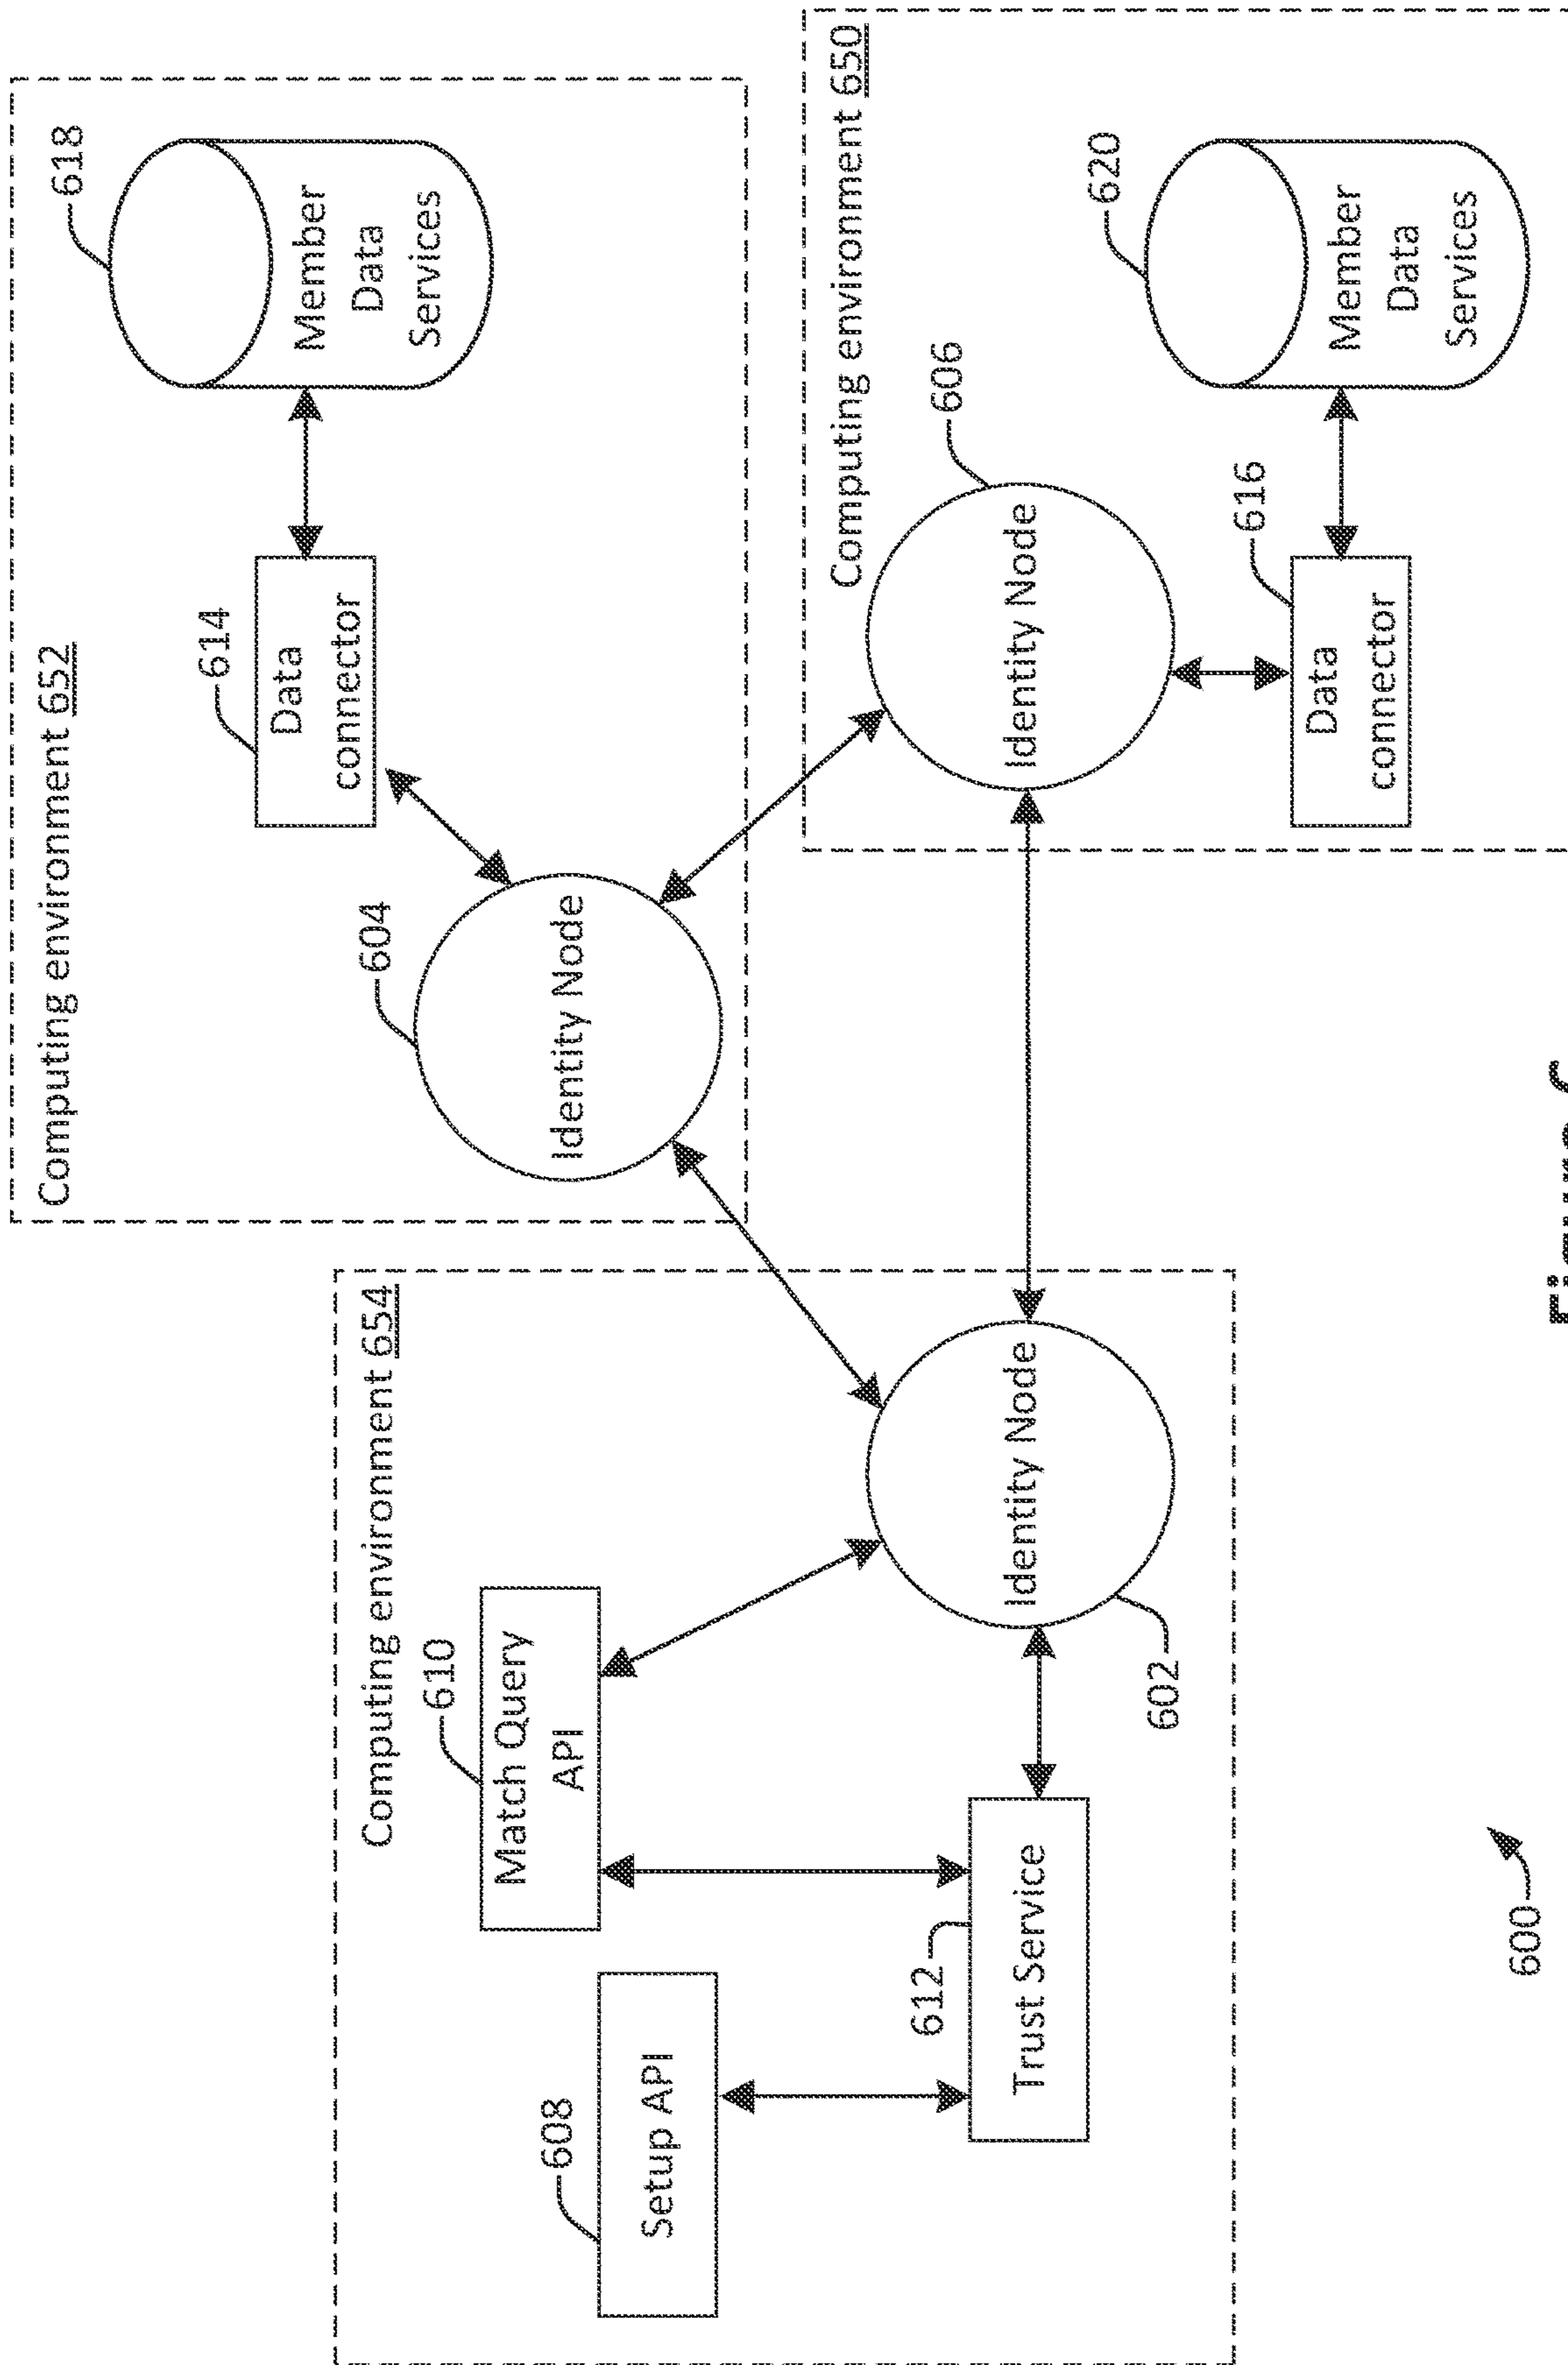 Computing environment 652
618
614
Data
connector
Member
Data
Services
604
Identity Node
Computing environment 654
610
Match Query
API
608
Setup API
612
Trust Service
Identity Node
602
Computing environment 650
606
Identity Node
620
Member
Data
Services
616
Data
connector
600
Figure 6